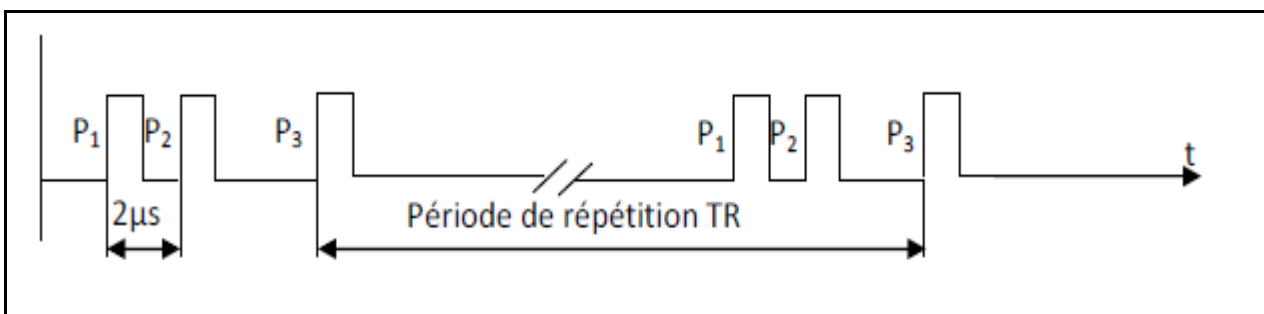 P₁ P₂ P₃ P₁ P₂ P₃ t
2μs Période de répétition TR